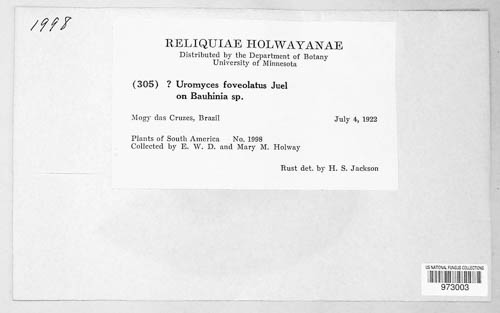 1998
RELIQUIAE HOLWAYANAE
Distributed by the Department of Botany
University of Minnesota
(305) ? Uromyces foveolatus Juel
on Bauhinia sp.
Mogy das Cruzes, Brazil July 4, 1922
Plants of South America No. 1998
Collected by E. W. D. and Mary M. Holway
Rust det. by H. S. Jackson
US NATIONAL FUNGUS COLLECTIONS
973003